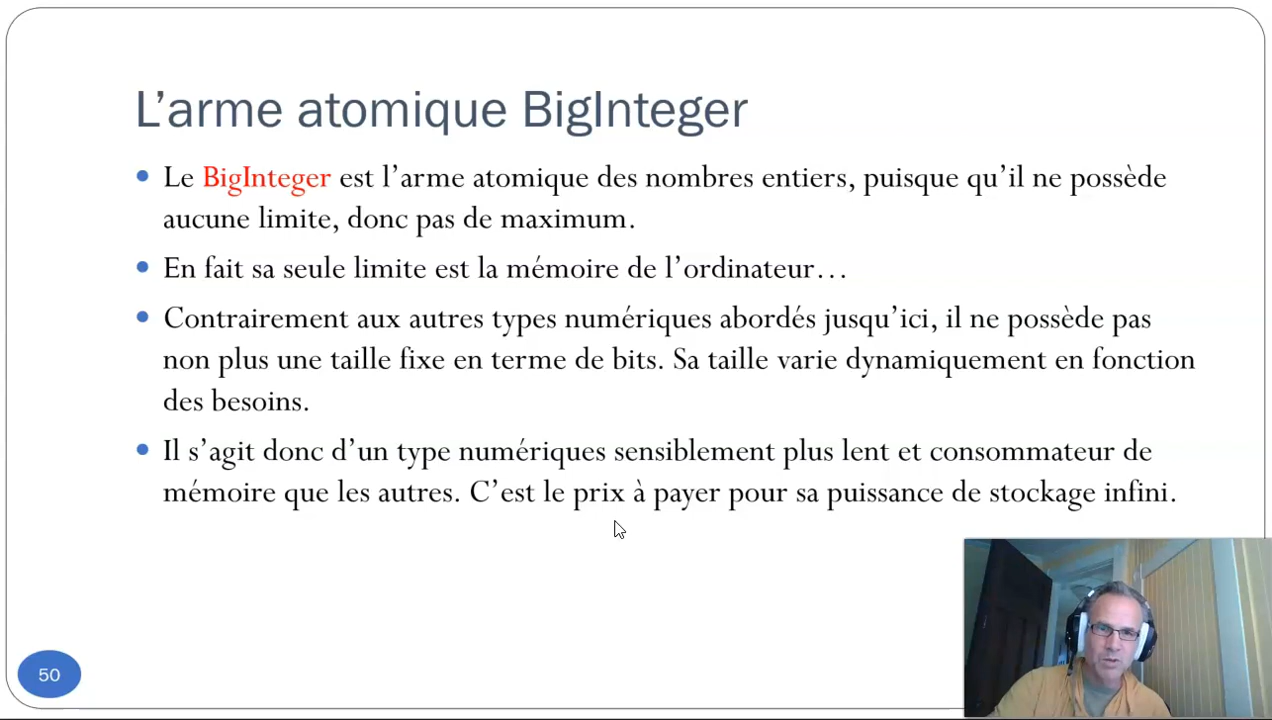 L’arme atomique BigInteger
• Le BigInteger est l’arme atomique des nombres entiers, puisque qu’il ne possède
aucune limite, donc pas de maximum.
• En fait sa seule limite est la mémoire de l’ordinateur…
• Contrairement aux autres types numériques abordés jusqu’ici, il ne possède pas
non plus une taille fixe en terme de bits. Sa taille varie dynamiquement en fonction
des besoins.
• Il s’agit donc d’un type numériques sensiblement plus lent et consommateur de
mémoire que les autres. C’est le prix à payer pour sa puissance de stockage infini.
50